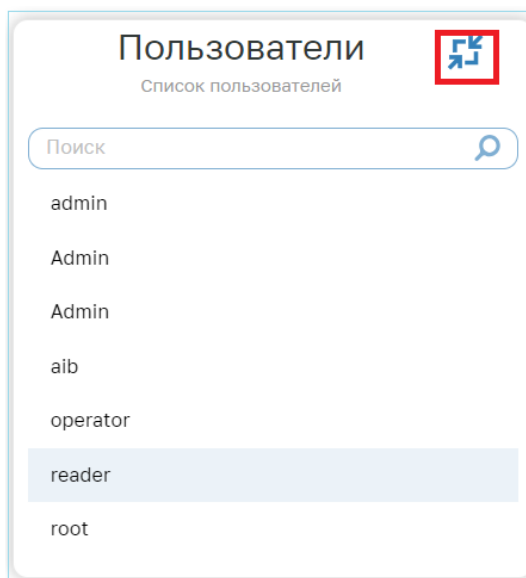 Пользователи
Список пользователей
Поиск
admin
Admin
Admin
aib
operator
reader
root